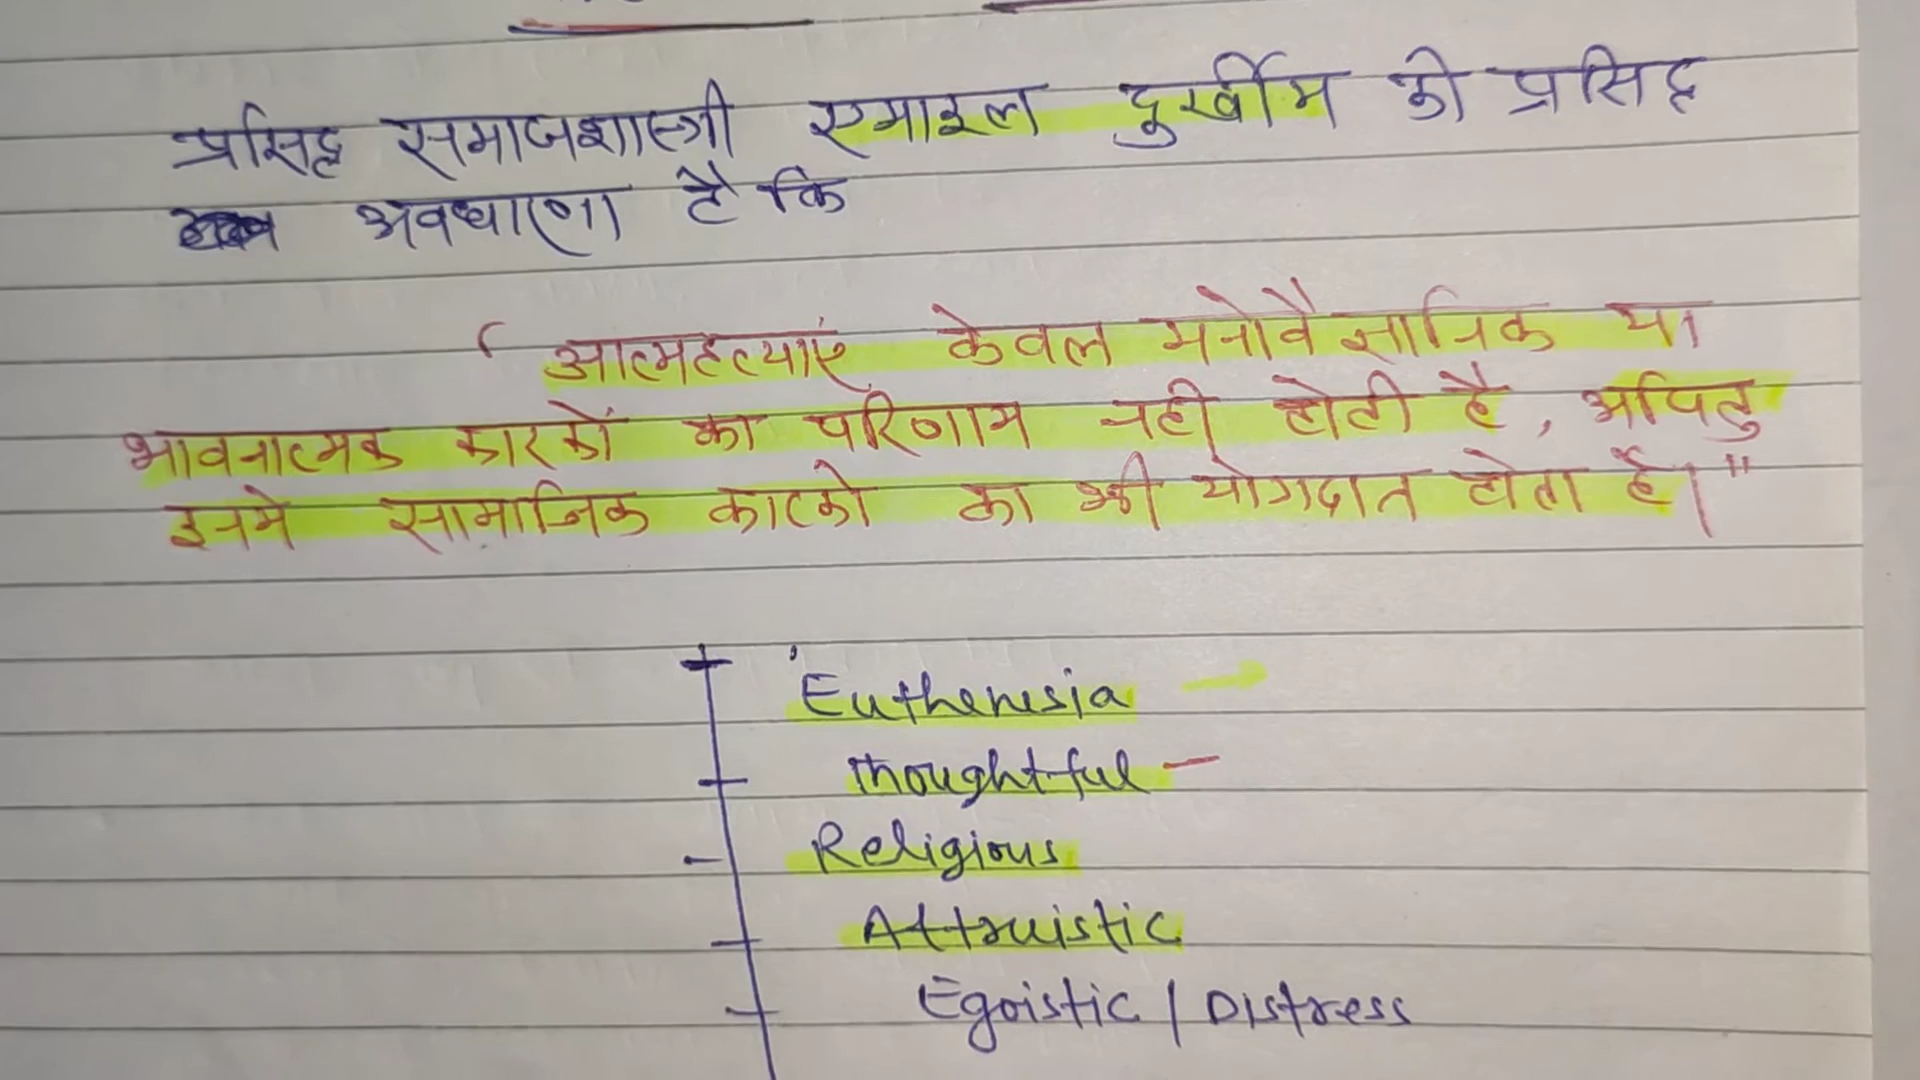 प्रसिद्ध समाजशास्त्री एमाइल दुर्खीम की प्रसिद्ध
अवधारणा है कि
"आत्महत्याएं केवल मनोवैज्ञानिक या
भावनात्मक कारकों का परिणाम नही होती है, अपितु
इनमे सामाजिक कारको का भी योगदान होता है।"
Euthenesia
thoughtful -
Religious
Altruistic
Egoistic / Distress